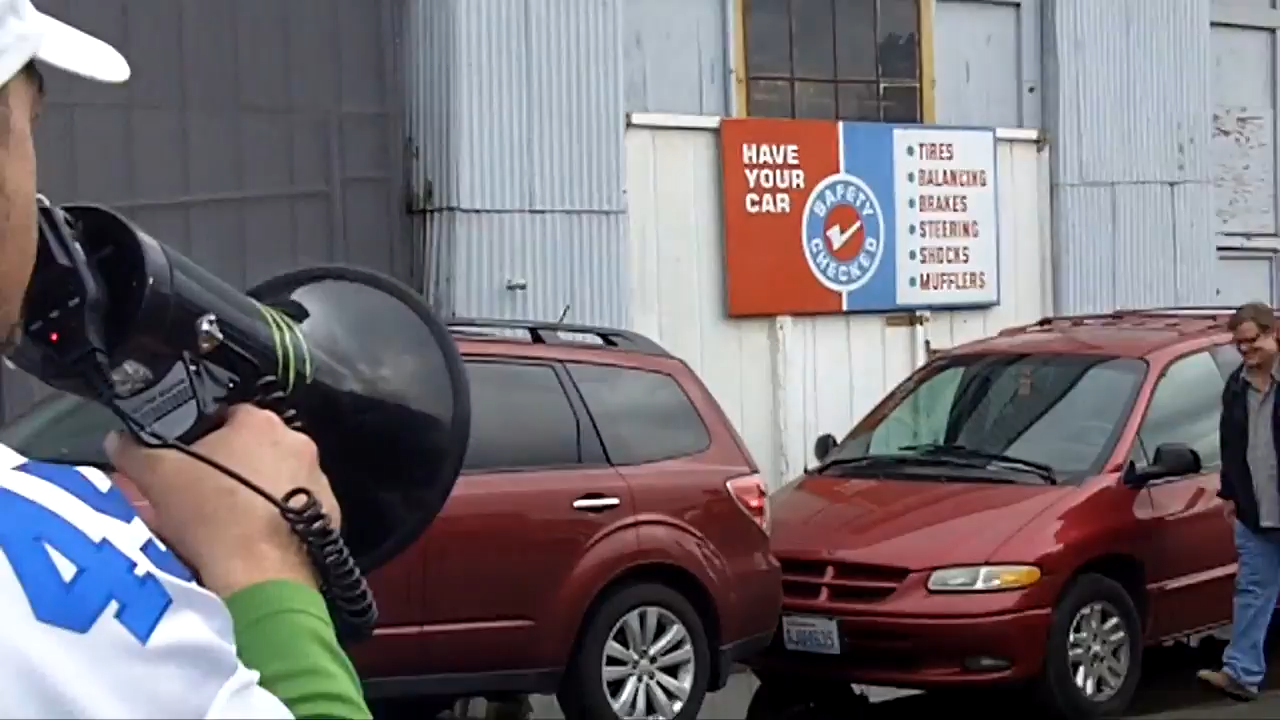 HAVE
YOUR
CAR
SAFETY
CHECKED
TIRES
BALANCING
BRAKES
STEERING
SHOCKS
MUFFLERS